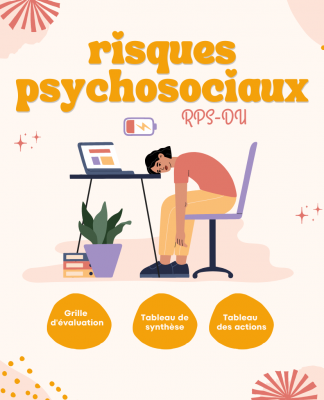 risques
psychosociaux
RPS-DU
Grille
d'évaluation
Tableau de
synthèse
Tableau
des actions